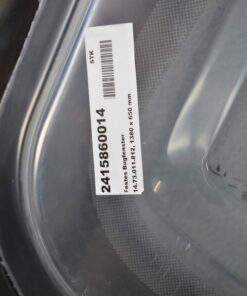 STK
2415860014
Festes Bugfenster
14.73.011.812, 1380 x 650 mm